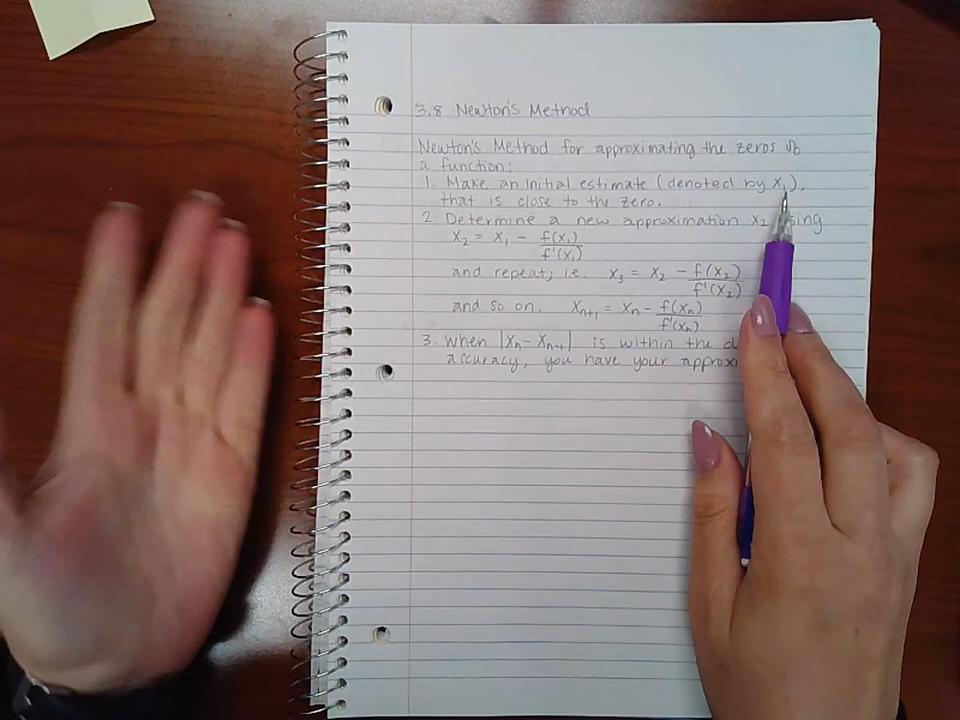 3.8 Newton's Method
Newton's Method for approximating the zeros of
a function:
1. Make an initial estimate (denoted by x₁),
that is close to the zero.
2. Determine a new approximation x₂
x₂ = x₁ - f(x₁)/f'(x₁)
and repeat, i.e. x₃ = x₂ - f(x₂)/f'(x₂)
and so on. xₙ₊₁ = xₙ - f(xₙ)/f'(xₙ)
3. When |xₙ - xₙ₋₁| is within the
accuracy, you have your